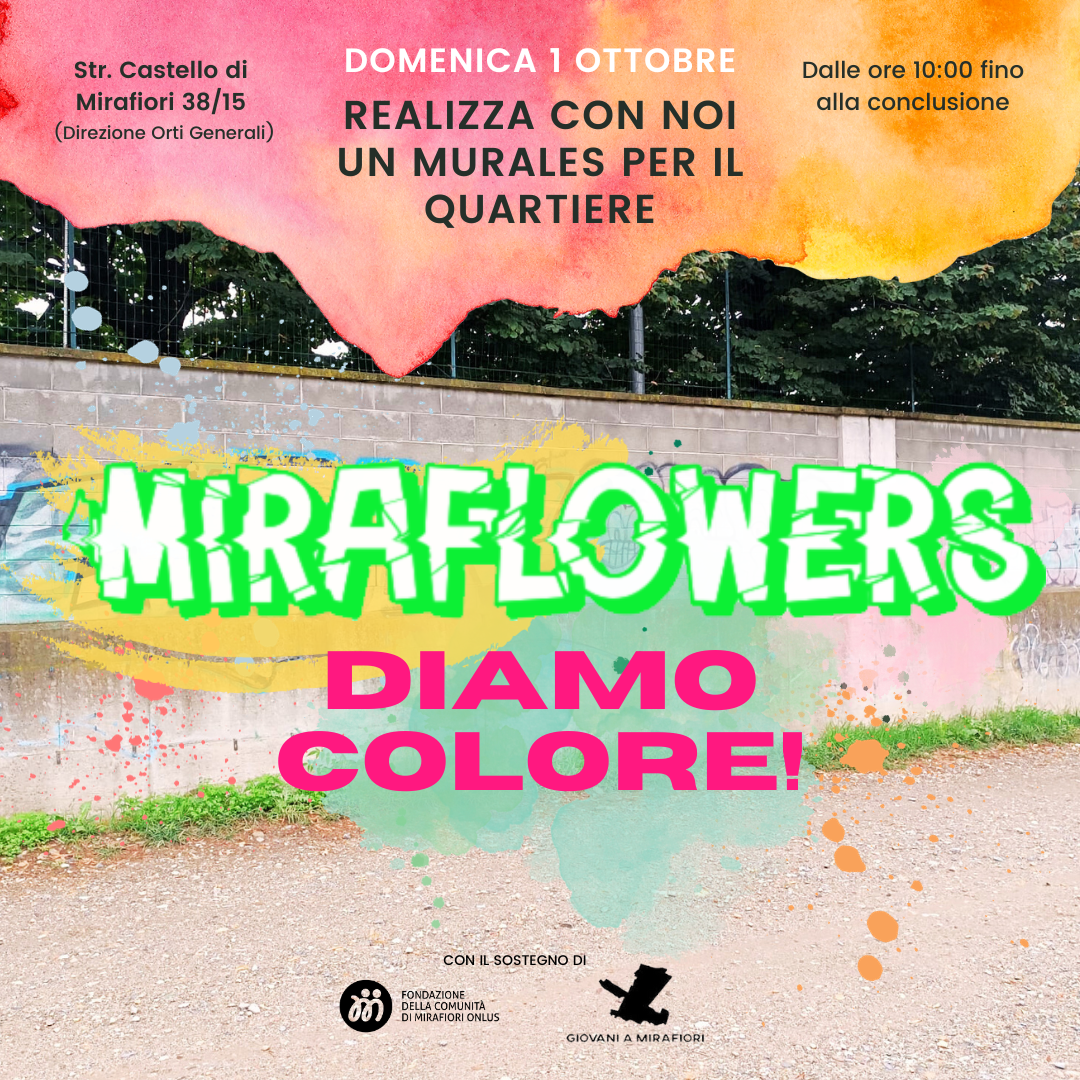 Str. Castello di
Mirafiori 38/15
(Direzione Orti Generali)
DOMENICA 1 OTTOBRE
REALIZZA CON NOI
UN MURALES PER IL
QUARTIERE
Dalle ore 10:00 fino
alla conclusione
MIRAFLOWERS
DIAMO
COLORE!
CON IL SOSTEGNO DI
FONDAZIONE
DELLA COMUNITÀ
DI MIRAFIORI ONLUS
GIOVANI A MIRAFIORI